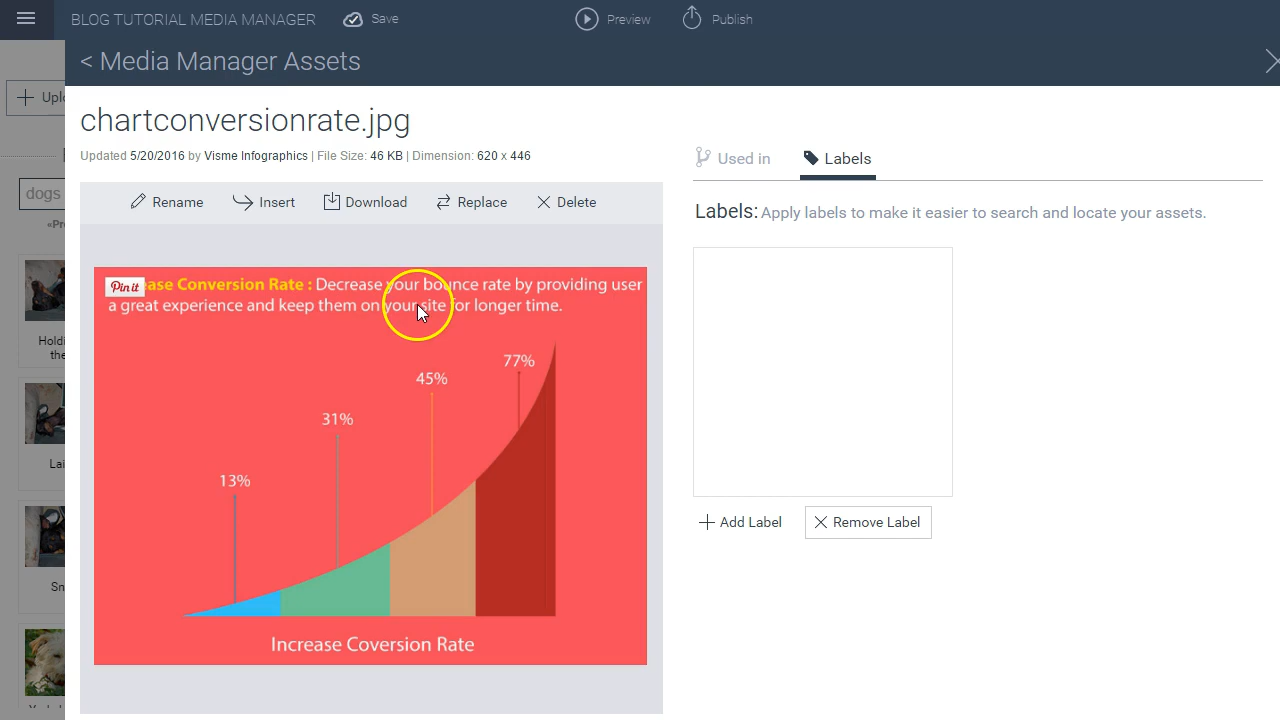 BLOG TUTORIAL MEDIA MANAGER Save Preview Publish
< Media Manager Assets
chartconversionrate.jpg
Updated 5/20/2016 by Visme Infographics | File Size: 46 KB | Dimension: 620 x 446
Used in Labels
Labels: Apply labels to make it easier to search and locate your assets.
Rename Insert Download Replace Delete
Pin it ease Conversion Rate : Decrease your bounce rate by providing user
a great experience and keep them on your site for longer time.
77%
45%
31%
13%
Increase Coversion Rate
Add Label Remove Label
dogs